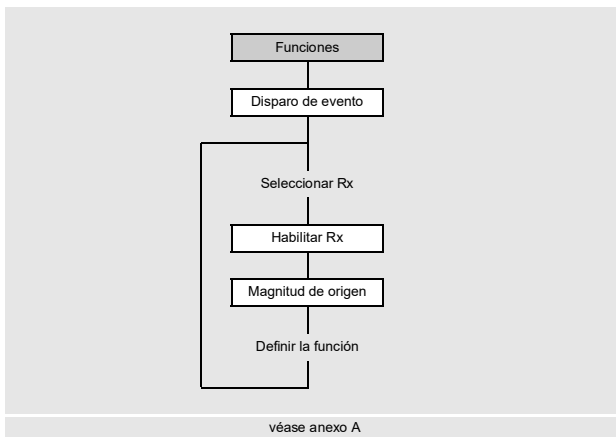 Funciones
Disparo de evento
Seleccionar Rx
Habilitar Rx
Magnitud de origen
Definir la función
véase anexo A